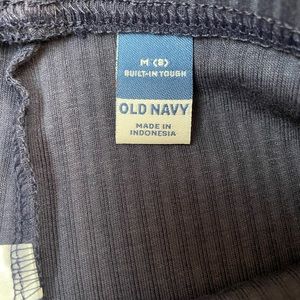 M (8)
BUILT-IN TOUGH
OLD NAVY
MADE IN
INDONESIA